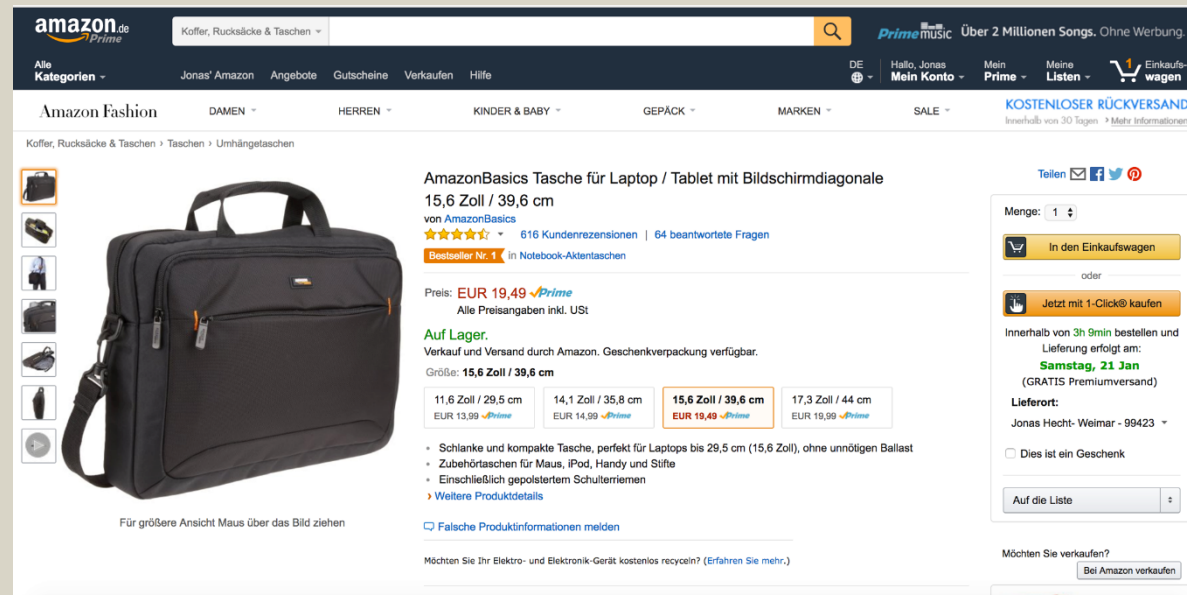 amazon.de
Prime
Koffer, Rucksäcke & Taschen
Prime music Über 2 Millionen Songs. Ohne Werbung.
Alle
Kategorien
Jonas' Amazon Angebote Gutscheine Verkaufen Hilfe
DE
Hallo, Jonas
Mein Konto
Mein
Prime
Meine
Listen
1
Einkaufs-
wagen
Amazon Fashion DAMEN HERREN KINDER & BABY GEPÄCK MARKEN SALE
KOSTENLOSER RÜCKVERSAND
Innerhalb von 30 Tagen Mehr Informationen
Koffer, Rucksäcke & Taschen › Taschen › Umhängetaschen
AmazonBasics Tasche für Laptop / Tablet mit Bildschirmdiagonale
15,6 Zoll / 39,6 cm
von AmazonBasics
616 Kundenrezensionen | 64 beantwortete Fragen
Bestseller Nr. 1 in Notebook-Aktentaschen
Preis: EUR 19,49 Prime
Alle Preisangaben inkl. USt
Auf Lager.
Verkauf und Versand durch Amazon. Geschenkverpackung verfügbar.
Größe: 15,6 Zoll / 39,6 cm
11,6 Zoll / 29,5 cm
EUR 13,99 Prime
14,1 Zoll / 35,8 cm
EUR 14,99 Prime
15,6 Zoll / 39,6 cm
EUR 19,49 Prime
17,3 Zoll / 44 cm
EUR 19,99 Prime
• Schlanke und kompakte Tasche, perfekt für Laptops bis 29,5 cm (15,6 Zoll), ohne unnötigen Ballast
• Zubehörtaschen für Maus, iPod, Handy und Stifte
• Einschließlich gepolstertem Schulterriemen
› Weitere Produktdetails
Für größere Ansicht Maus über das Bild ziehen
Falsche Produktinformationen melden
Möchten Sie Ihr Elektro- und Elektronik-Gerät kostenlos recyceln? (Erfahren Sie mehr.)
Teilen
Menge: 1
In den Einkaufswagen
oder
Jetzt mit 1-Click® kaufen
Innerhalb von 3h 9min bestellen und
Lieferung erfolgt am:
Samstag, 21 Jan
(GRATIS Premiumversand)
Lieferort:
Jonas Hecht- Weimar - 99423
Dies ist ein Geschenk
Auf die Liste
Möchten Sie verkaufen?
Bei Amazon verkaufen